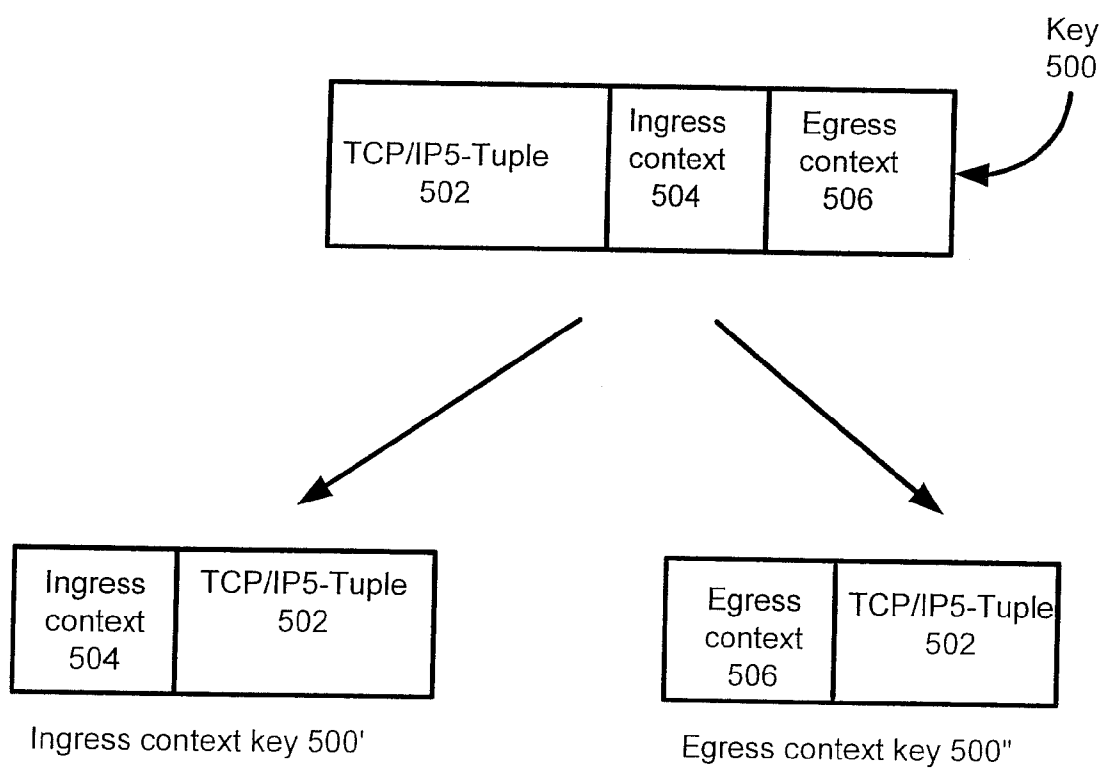 Key
500
TCP/IP5-Tuple
502
Ingress
context
504
Egress
context
506
Ingress
context
504
TCP/IP5-Tuple
502
Egress
context
506
TCP/IP5-Tuple
502
Ingress context key 500'
Egress context key 500"